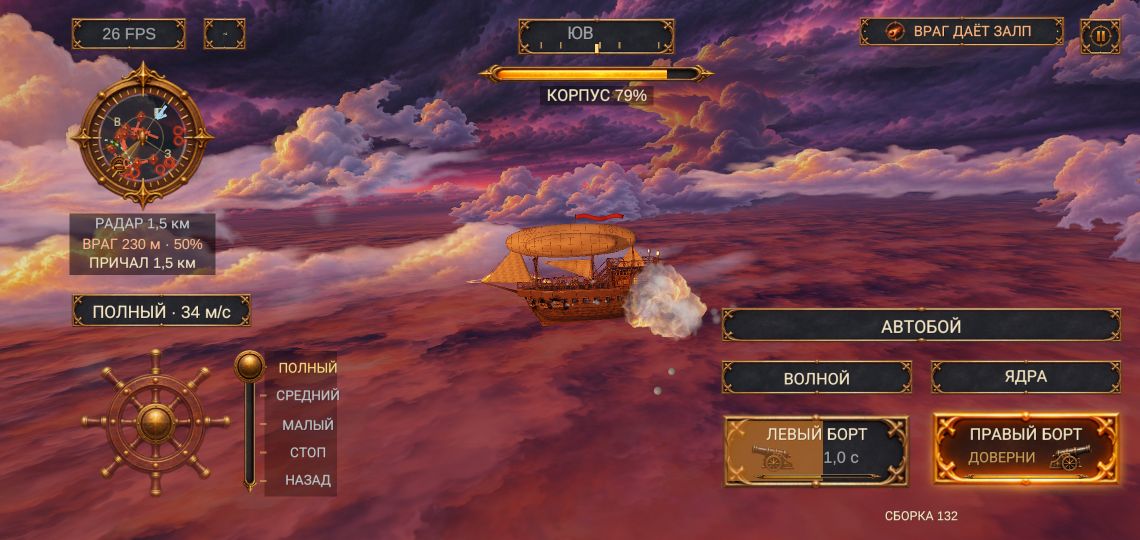 26 FPS
ЮВ
ВРАГ ДАЁТ ЗАЛП
КОРПУС 79%
В
З
РАДАР 1,5 км
ВРАГ 230 м · 50%
ПРИЧАЛ 1,5 км
ПОЛНЫЙ · 34 м/с
ПОЛНЫЙ
СРЕДНИЙ
МАЛЫЙ
СТОП
НАЗАД
АВТОБОЙ
ВОЛНОЙ
ЯДРА
ЛЕВЫЙ БОРТ
1,0 с
ПРАВЫЙ БОРТ
ДОВЕРНИ
СБОРКА 132